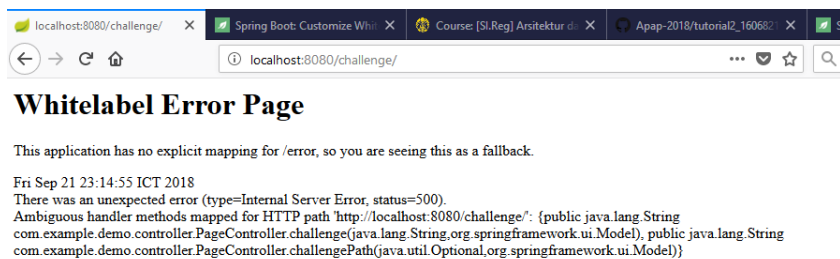 localhost:8080/challenge/
Spring Boot: Customize Whit
Course: [SI.Reg] Arsitektur da
Apap-2018/tutorial2_1606821
localhost:8080/challenge/
Whitelabel Error Page
This application has no explicit mapping for /error, so you are seeing this as a fallback.
Fri Sep 21 23:14:55 ICT 2018
There was an unexpected error (type=Internal Server Error, status=500).
Ambiguous handler methods mapped for HTTP path 'http://localhost:8080/challenge/': {public java.lang.String
com.example.demo.controller.PageController.challenge(java.lang.String,org.springframework.ui.Model), public java.lang.String
com.example.demo.controller.PageController.challengePath(java.util.Optional,org.springframework.ui.Model)}